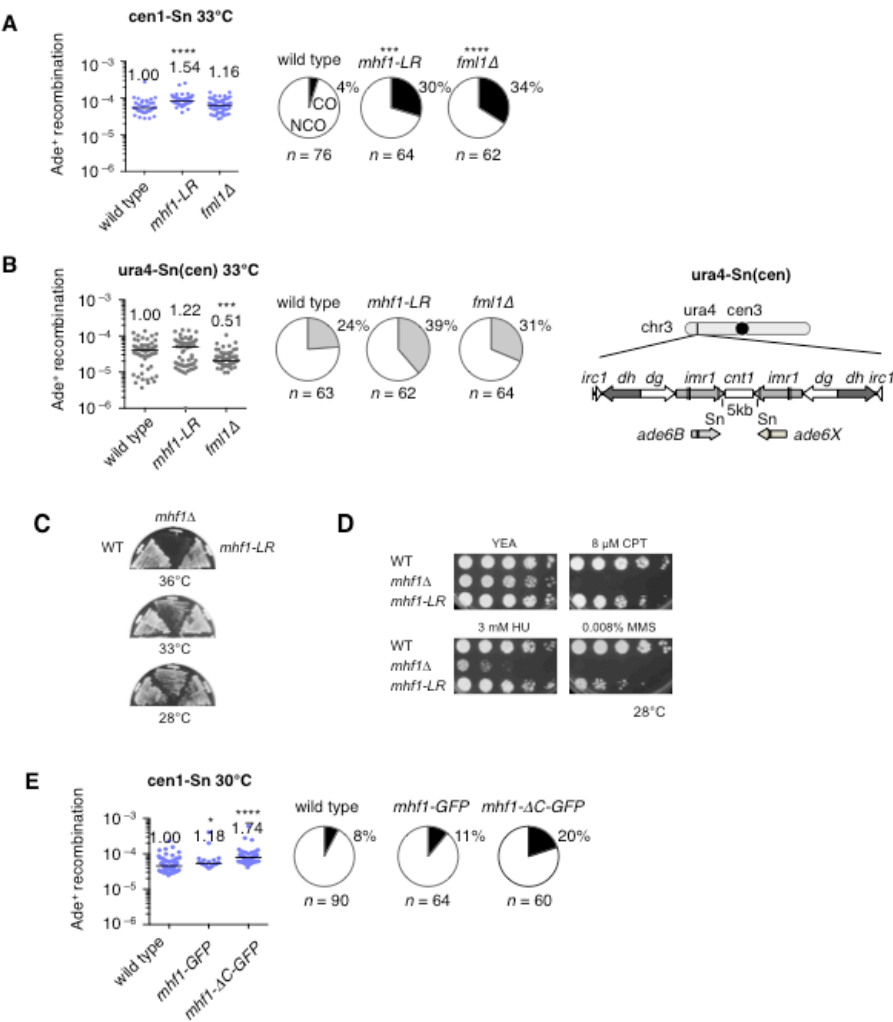 A
cen1-Sn 33°C
Ade⁺ recombination
10⁻³
10⁻⁴
10⁻⁵
10⁻⁶
1.00
****
1.54
1.16
wild type
mhf1-LR
fml1Δ
wild type
4%
CO
NCO
n = 76
***
mhf1-LR
30%
n = 64
****
fml1Δ
34%
n = 62
B
ura4-Sn(cen) 33°C
Ade⁺ recombination
10⁻³
10⁻⁴
10⁻⁵
10⁻⁶
1.00
1.22
***
0.51
wild type
mhf1-LR
fml1Δ
wild type
24%
n = 63
mhf1-LR
39%
n = 62
fml1Δ
31%
n = 64
ura4-Sn(cen)
ura4 cen3
chr3
irc1 dh dg imr1 cnt1 imr1 dg dh irc1
5kb
Sn Sn
ade6B ade6X
C
mhf1Δ
WT mhf1-LR
36°C
33°C
28°C
D
YEA 8 µM CPT
WT
mhf1Δ
mhf1-LR
3 mM HU 0.008% MMS
WT
mhf1Δ
mhf1-LR
28°C
E
cen1-Sn 30°C
Ade⁺ recombination
10⁻³
10⁻⁴
10⁻⁵
10⁻⁶
1.00
*
1.18
****
1.74
wild type
mhf1-GFP
mhf1-ΔC-GFP
wild type
8%
n = 90
mhf1-GFP
11%
n = 64
mhf1-ΔC-GFP
20%
n = 60